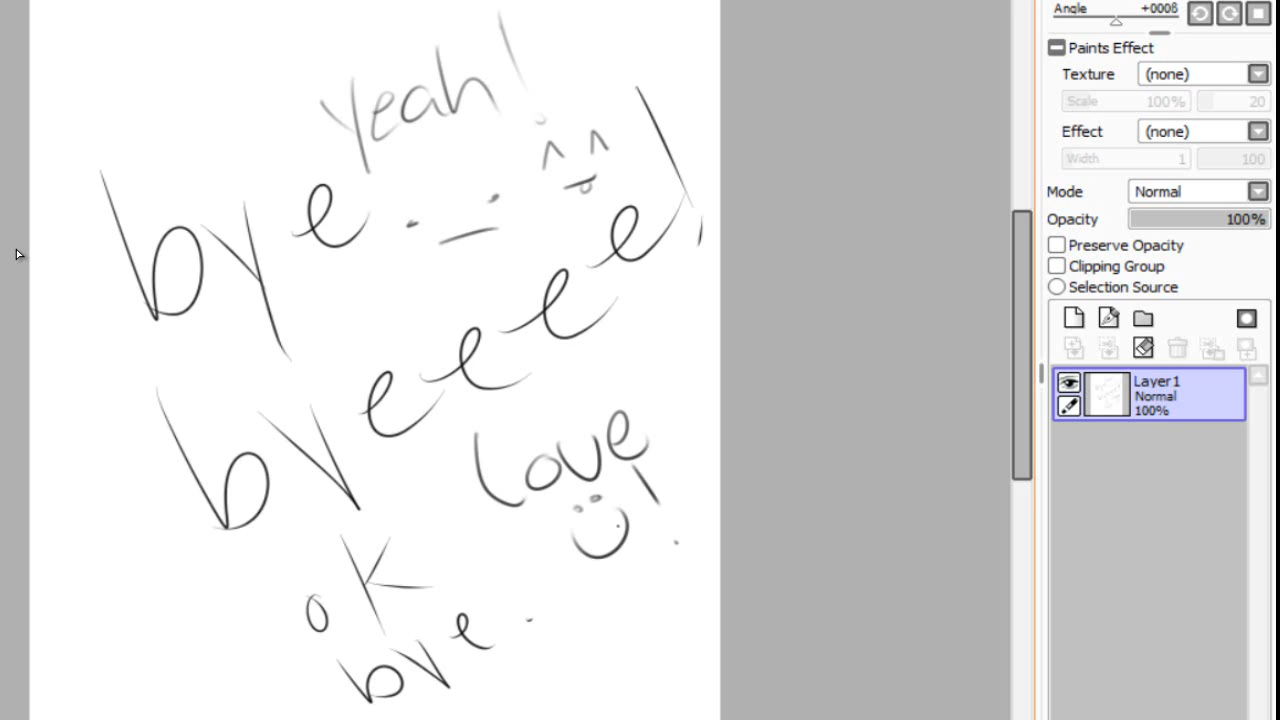 yeah!
bye. . _ .
^ ^
byeeee!
love!
ok
bye.
Angle +0008
Paints Effect
Texture (none)
Scale 100% 20
Effect (none)
Width 1 100
Mode Normal
Opacity 100%
Preserve Opacity
Clipping Group
Selection Source
Layer1
Normal
100%